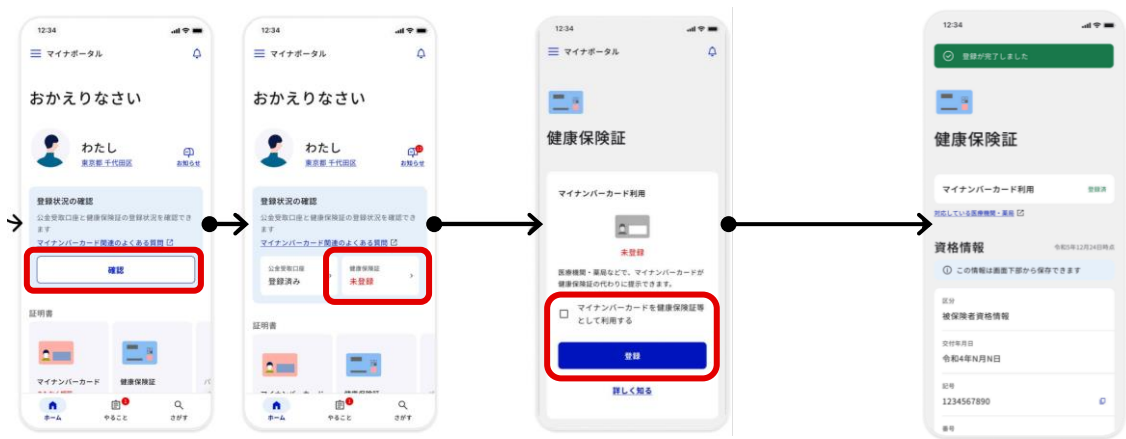 12:34
マイナポータル
おかえりなさい
わたし
東京都 千代田区
お知らせ
登録状況の確認
公金受取口座と健康保険証の登録状況を確認でき
ます
マイナンバーカード関連のよくある質問
確認
証明書
マイナンバーカード
健康保険証
パ
ホーム
やること
さがす
12:34
マイナポータル
おかえりなさい
わたし
東京都 千代田区
お知らせ
登録状況の確認
公金受取口座と健康保険証の登録状況を確認でき
ます
マイナンバーカード関連のよくある質問
公金受取口座
登録済み
健康保険証
未登録
証明書
ホーム
やること
さがす
12:34
マイナポータル
健康保険証
マイナンバーカード利用
未登録
医療機関・薬局などで、マイナンバーカードが
健康保険証の代わりに提示できます。
マイナンバーカードを健康保険証等
として利用する
登録
詳しく知る
12:34
登録が完了しました
健康保険証
マイナンバーカード利用
登録済
対応している医療機関・薬局
資格情報
令和5年12月24日時点
この情報は画面下部から保存できます
区分
被保険者資格情報
交付年月日
令和4年N月N日
記号
1234567890
番号